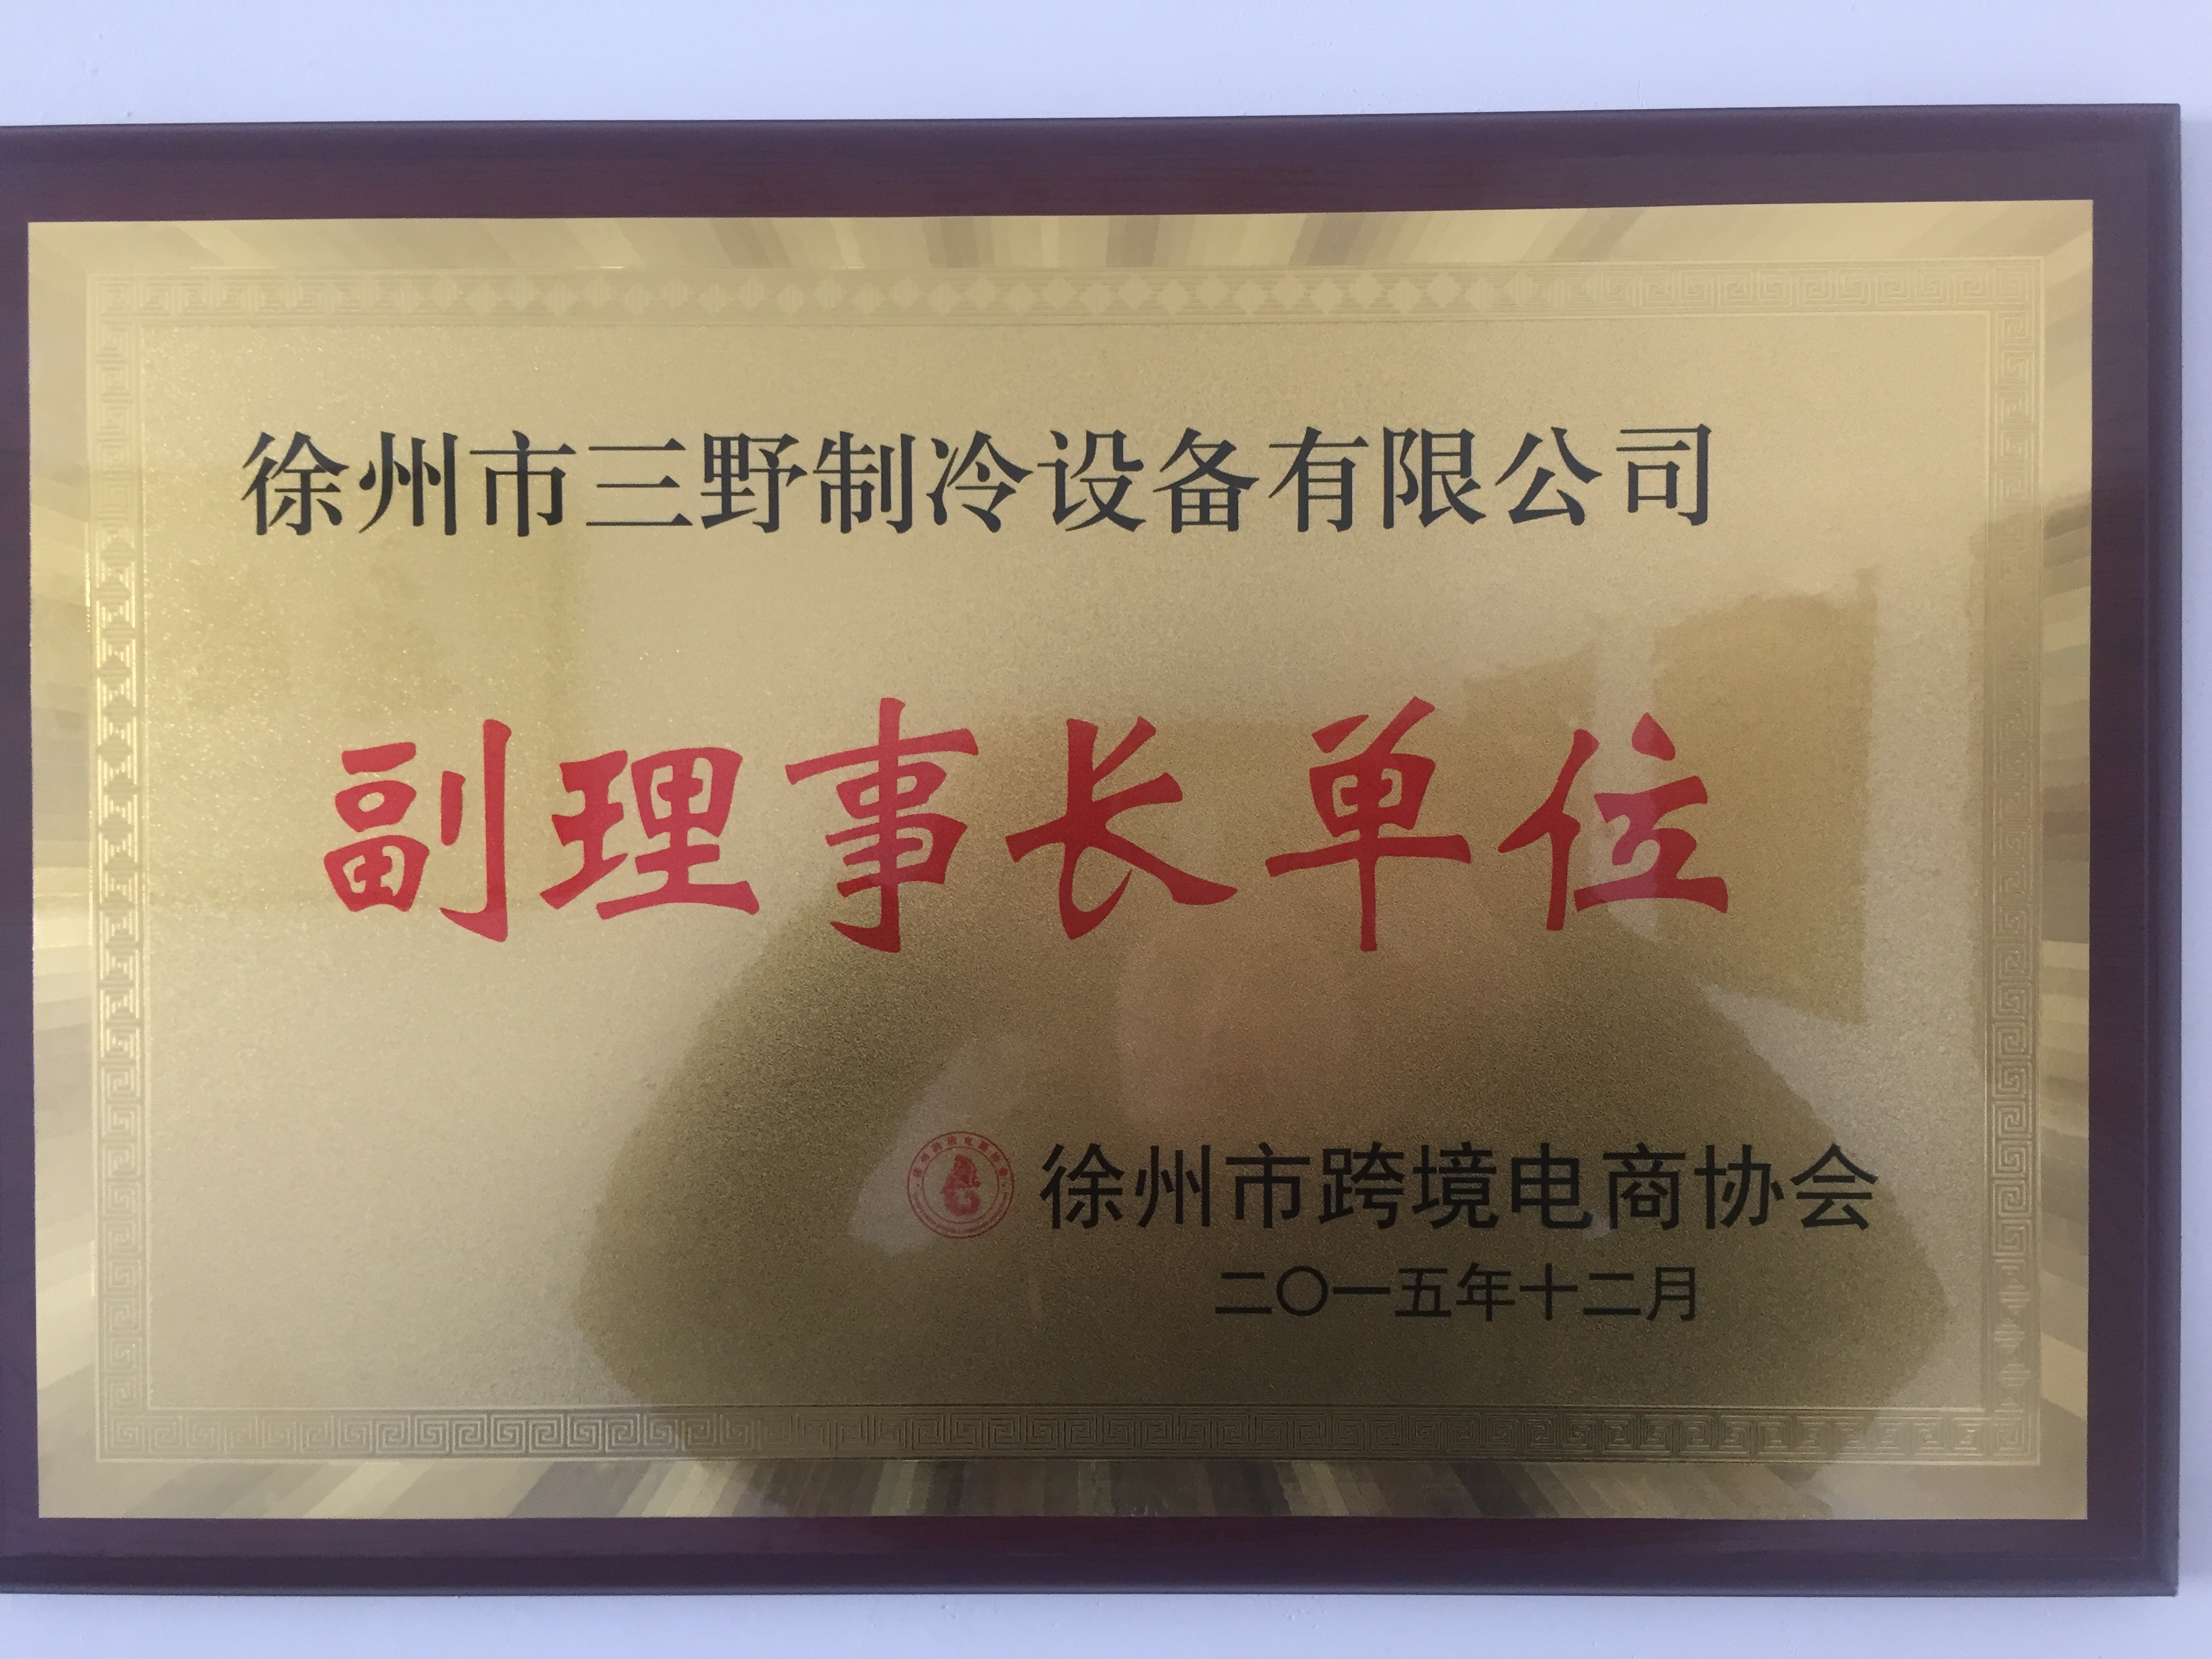 徐州市三野制冷设备有限公司
副理事长单位
徐州市跨境电商协会
二〇一五年十二月